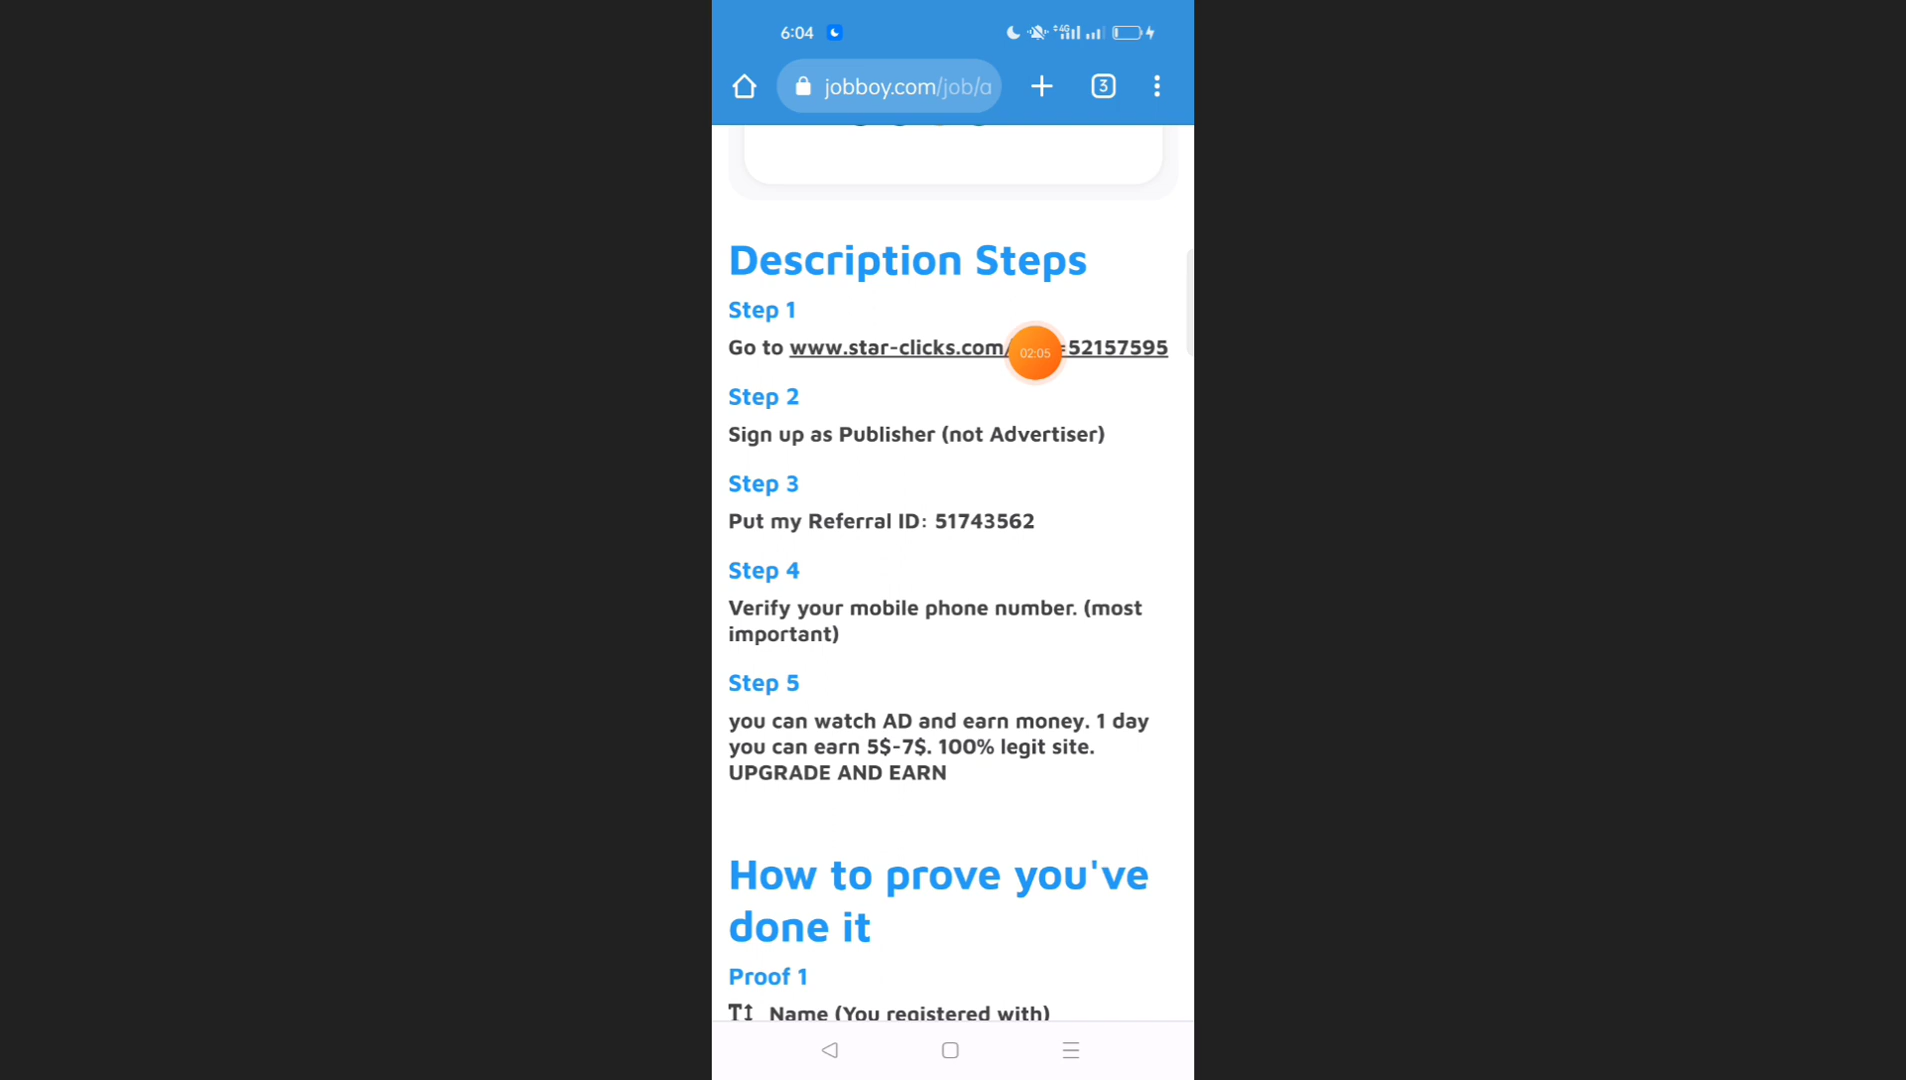 6:04
4G
jobboy.com/job/a
3
Description Steps
Step 1
Go to www.star-clicks.com/ =52157595
02:05
Step 2
Sign up as Publisher (not Advertiser)
Step 3
Put my Referral ID: 51743562
Step 4
Verify your mobile phone number. (most
important)
Step 5
you can watch AD and earn money. 1 day
you can earn 5$-7$. 100% legit site.
UPGRADE AND EARN
How to prove you've
done it
Proof 1
Name (You registered with)